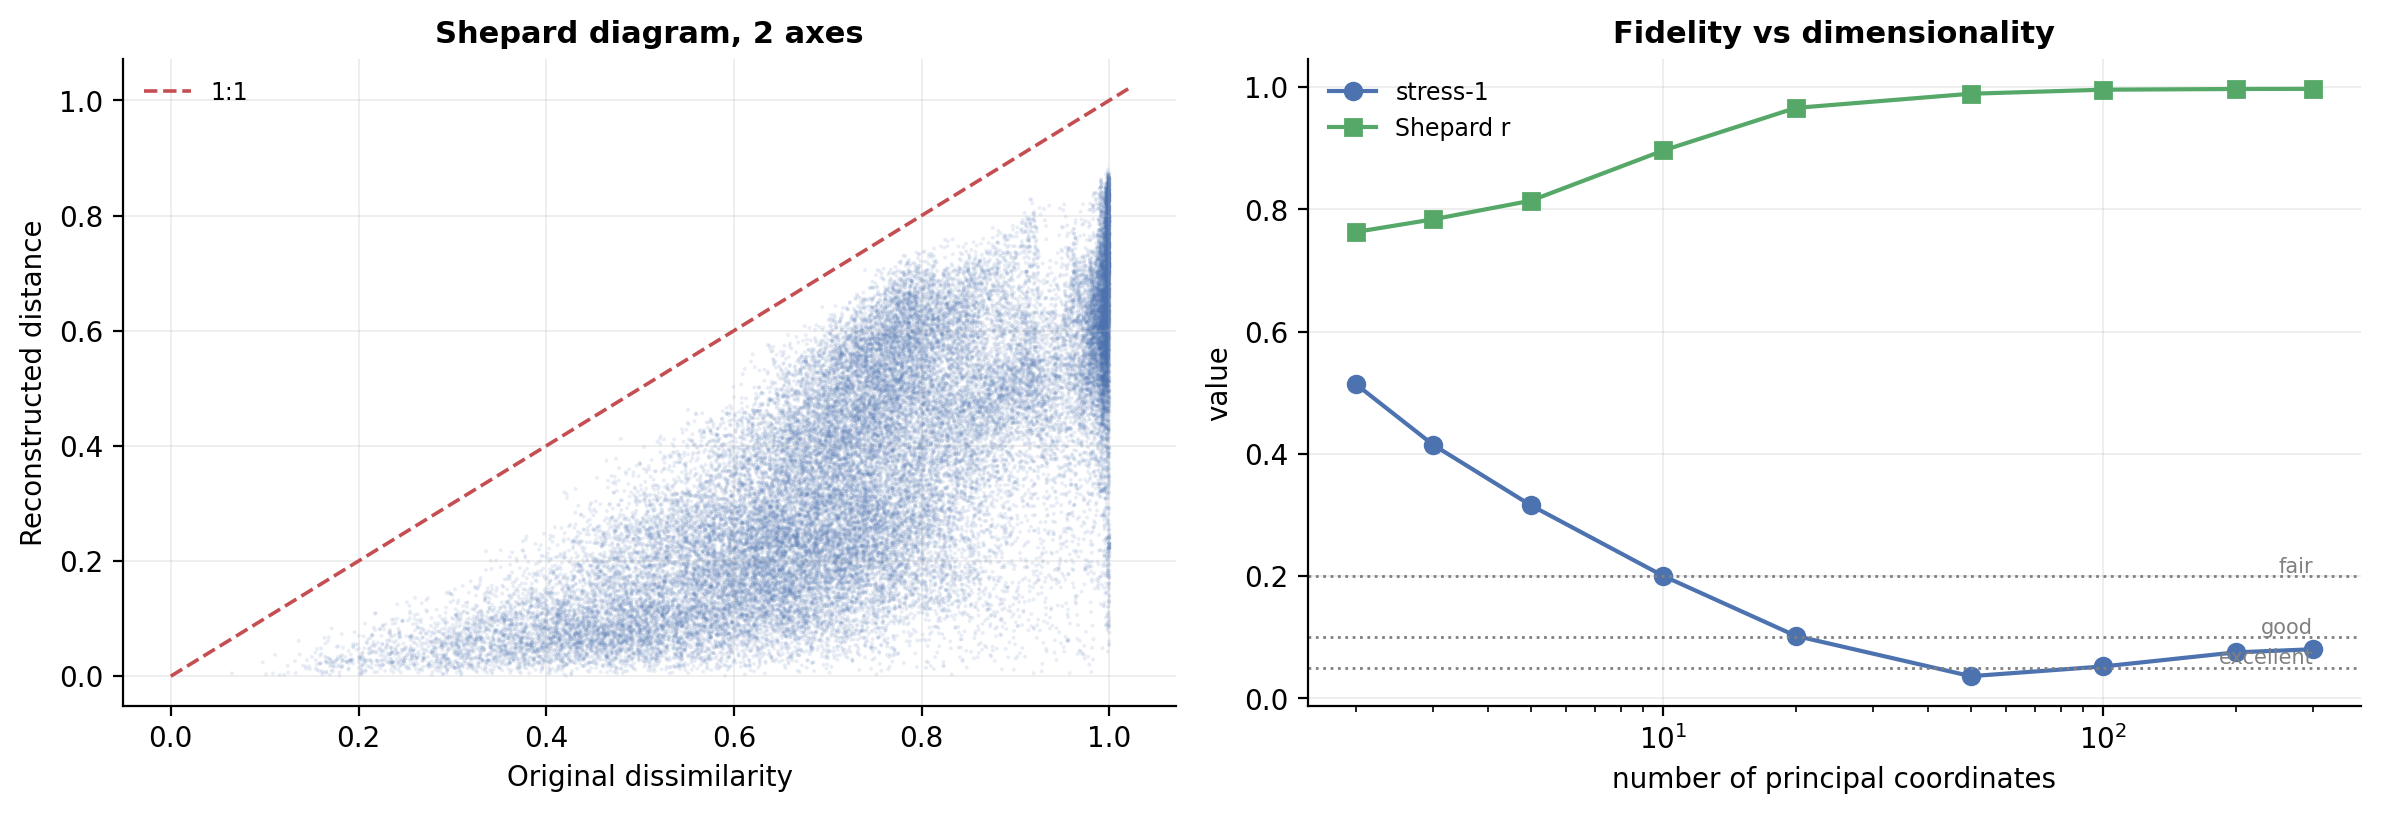 Shepard diagram, 2 axes
1:1
Reconstructed distance
1.0
0.8
0.6
0.4
0.2
0.0
0.0 0.2 0.4 0.6 0.8 1.0
Original dissimilarity
Fidelity vs dimensionality
stress-1
Shepard r
value
1.0
0.8
0.6
0.4
0.2
0.0
fair
good
excellent
10¹ 10²
number of principal coordinates